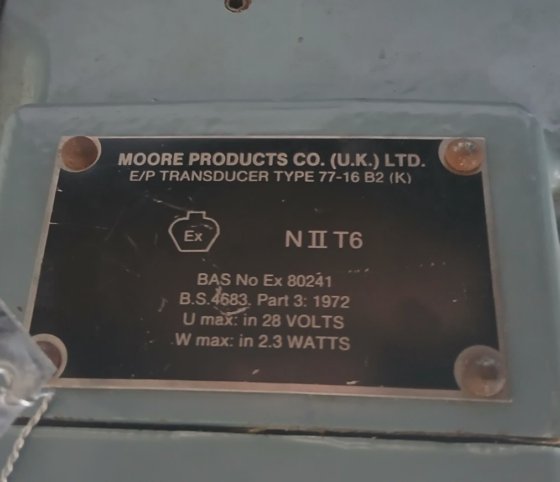 MOORE PRODUCTS CO. (U.K.) LTD.
E/P TRANSDUCER TYPE 77-16 B2 (K)
Ex N II T6
BAS No Ex 80241
B.S.4683. Part 3: 1972
U max: in 28 VOLTS
W max: in 2.3 WATTS